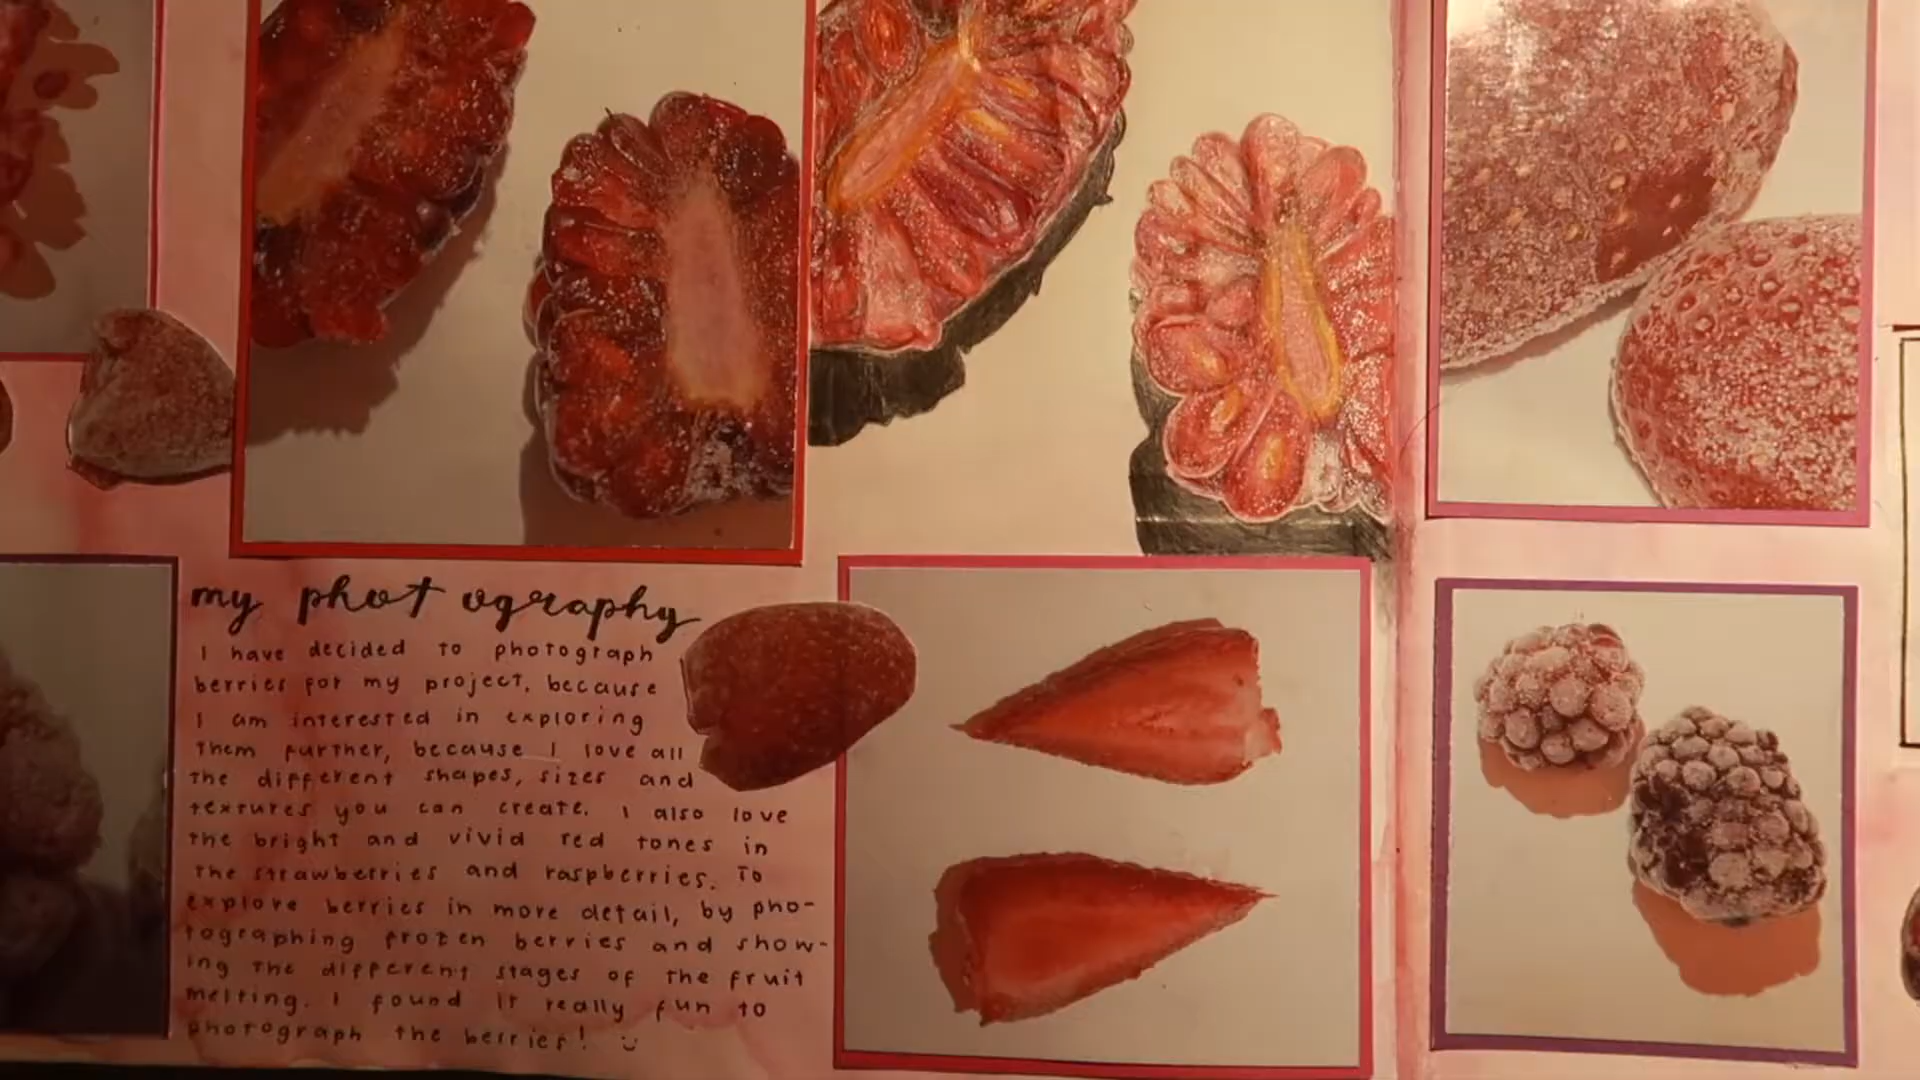 my photography
I have decided to photograph
berries for my project, because
I am interested in exploring
them further, because I love all
the different shapes, sizes and
textures you can create. I also love
the bright and vivid red tones in
the strawberries and raspberries. To
explore berries in more detail, by pho-
tographing frozen berries and show-
ing the different stages of the fruit
melting. I found it really fun to
photograph the berries! :)